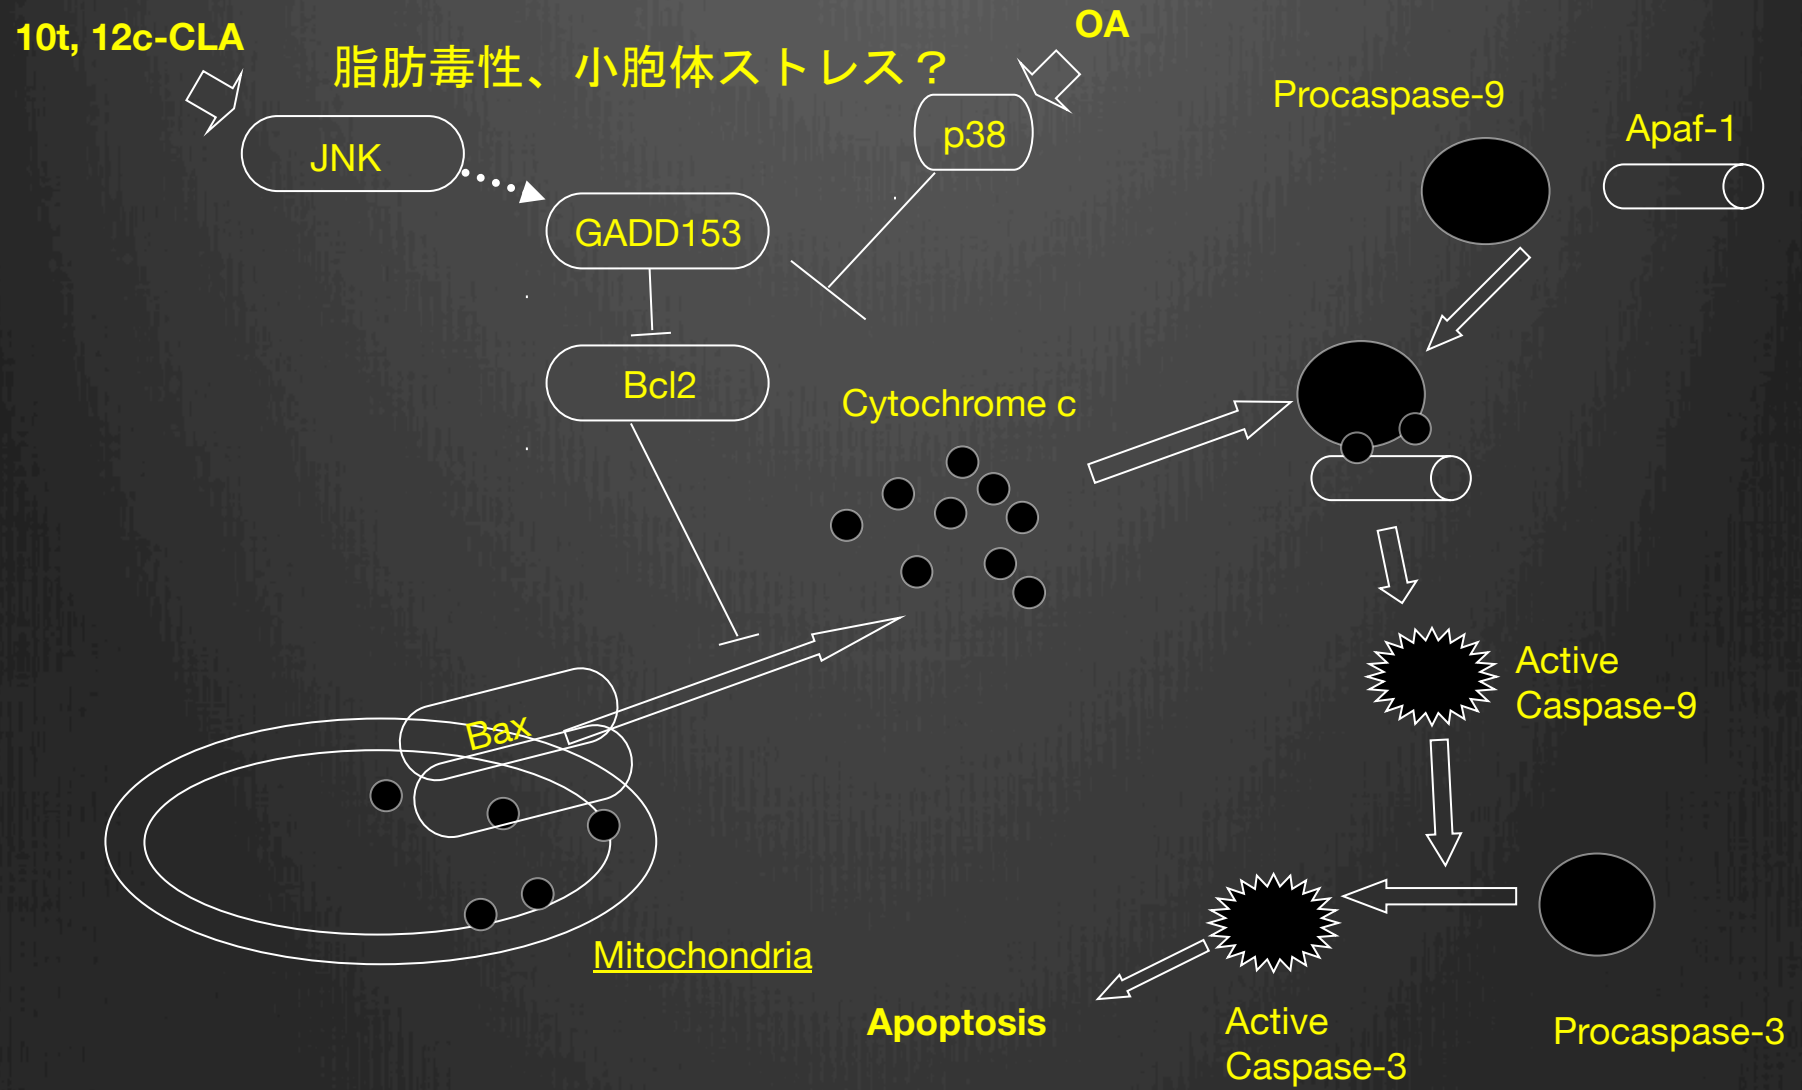 10t, 12c-CLA
脂肪毒性、小胞体ストレス？
OA
JNK
p38
Procaspase-9
Apaf-1
GADD153
Bcl2
Cytochrome c
Bax
Active
Caspase-9
Mitochondria
Apoptosis
Active
Caspase-3
Procaspase-3